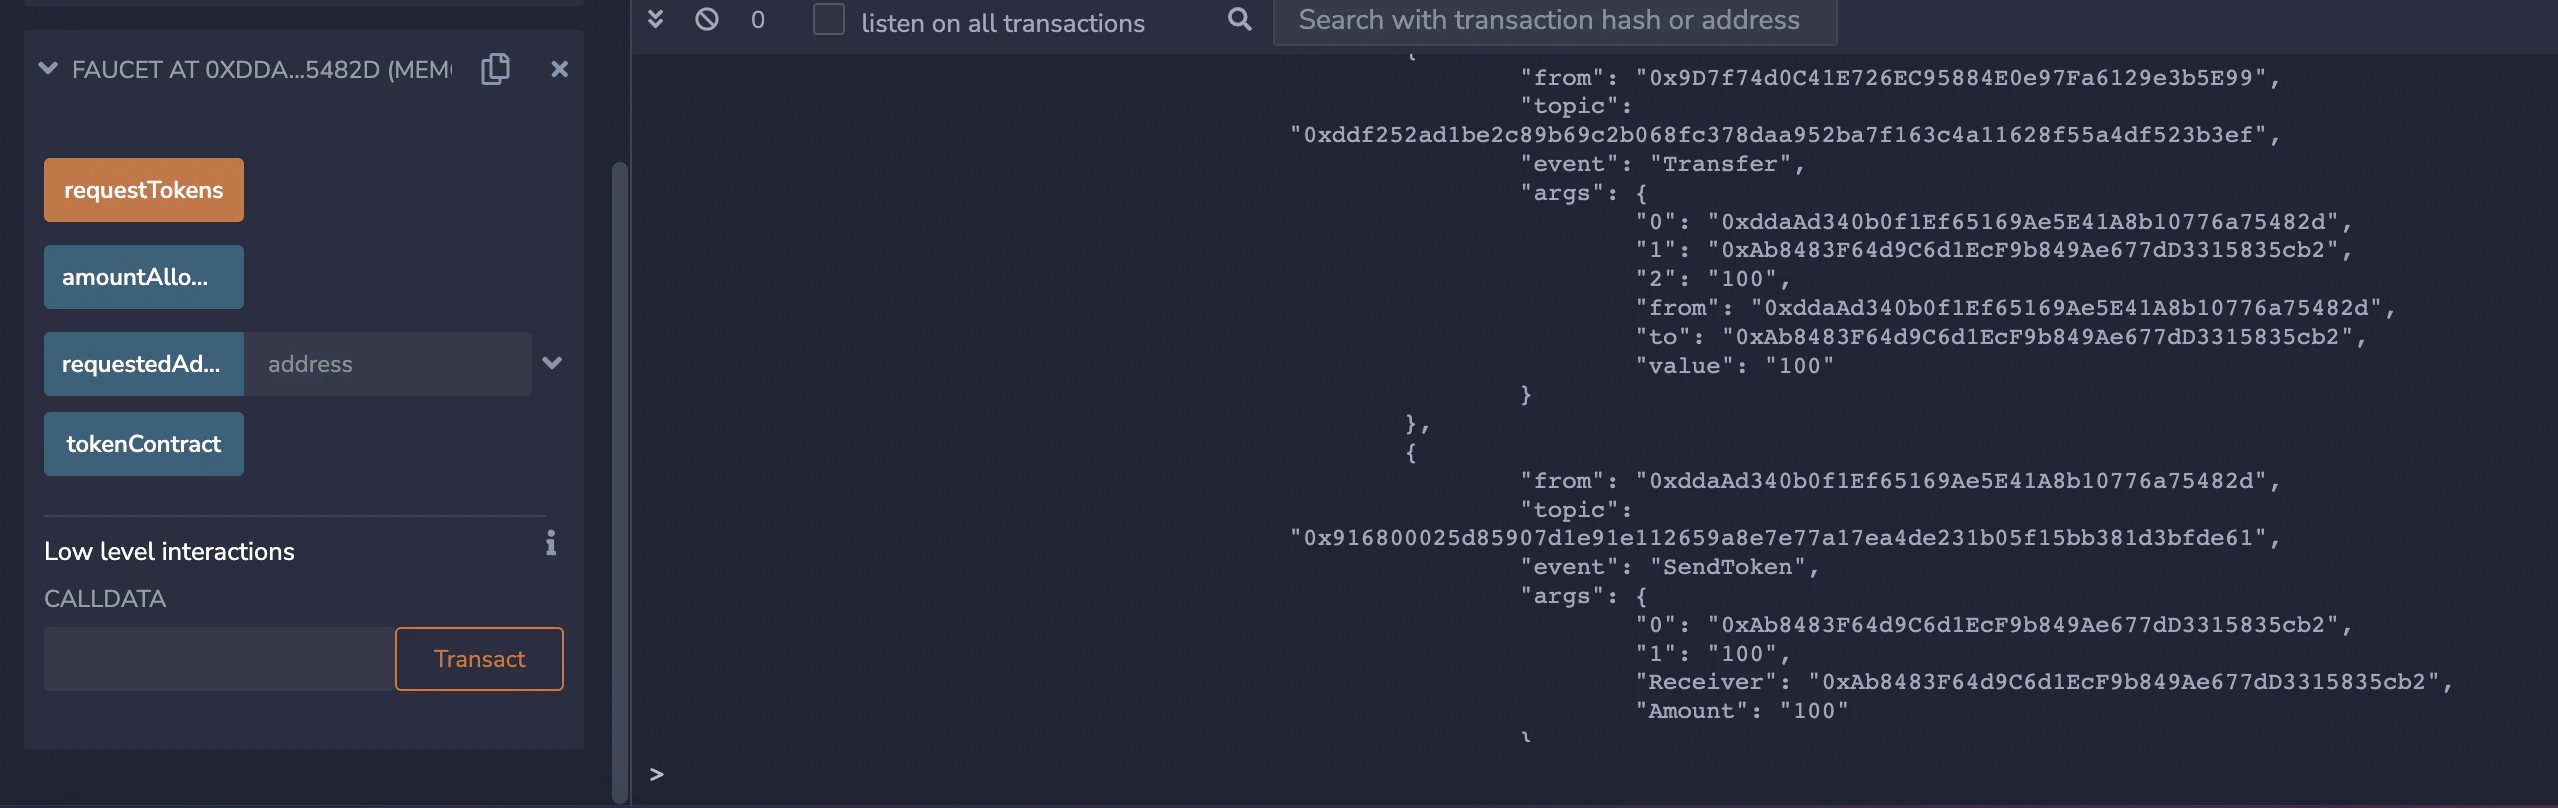 FAUCET AT 0XDDA...5482D (MEM
requestTokens
amountAllo...
requestedAd...
address
tokenContract
Low level interactions
i
CALLDATA
Transact
0
listen on all transactions
Search with transaction hash or address
{
"from": "0x9D7f74d0C41E726EC95884E0e97Fa6129e3b5E99",
"topic":
"0xddf252ad1be2c89b69c2b068fc378daa952ba7f163c4a11628f55a4df523b3ef",
"event": "Transfer",
"args": {
"0": "0xddaAd340b0f1Ef65169Ae5E41A8b10776a75482d",
"1": "0xAb8483F64d9C6d1EcF9b849Ae677dD3315835cb2",
"2": "100",
"from": "0xddaAd340b0f1Ef65169Ae5E41A8b10776a75482d",
"to": "0xAb8483F64d9C6d1EcF9b849Ae677dD3315835cb2",
"value": "100"
}
},
{
"from": "0xddaAd340b0f1Ef65169Ae5E41A8b10776a75482d",
"topic":
"0x916800025d85907d1e91e112659a8e7e77a17ea4de231b05f15bb381d3bfde61",
"event": "SendToken",
"args": {
"0": "0xAb8483F64d9C6d1EcF9b849Ae677dD3315835cb2",
"1": "100",
"Receiver": "0xAb8483F64d9C6d1EcF9b849Ae677dD3315835cb2",
"Amount": "100"
}
>